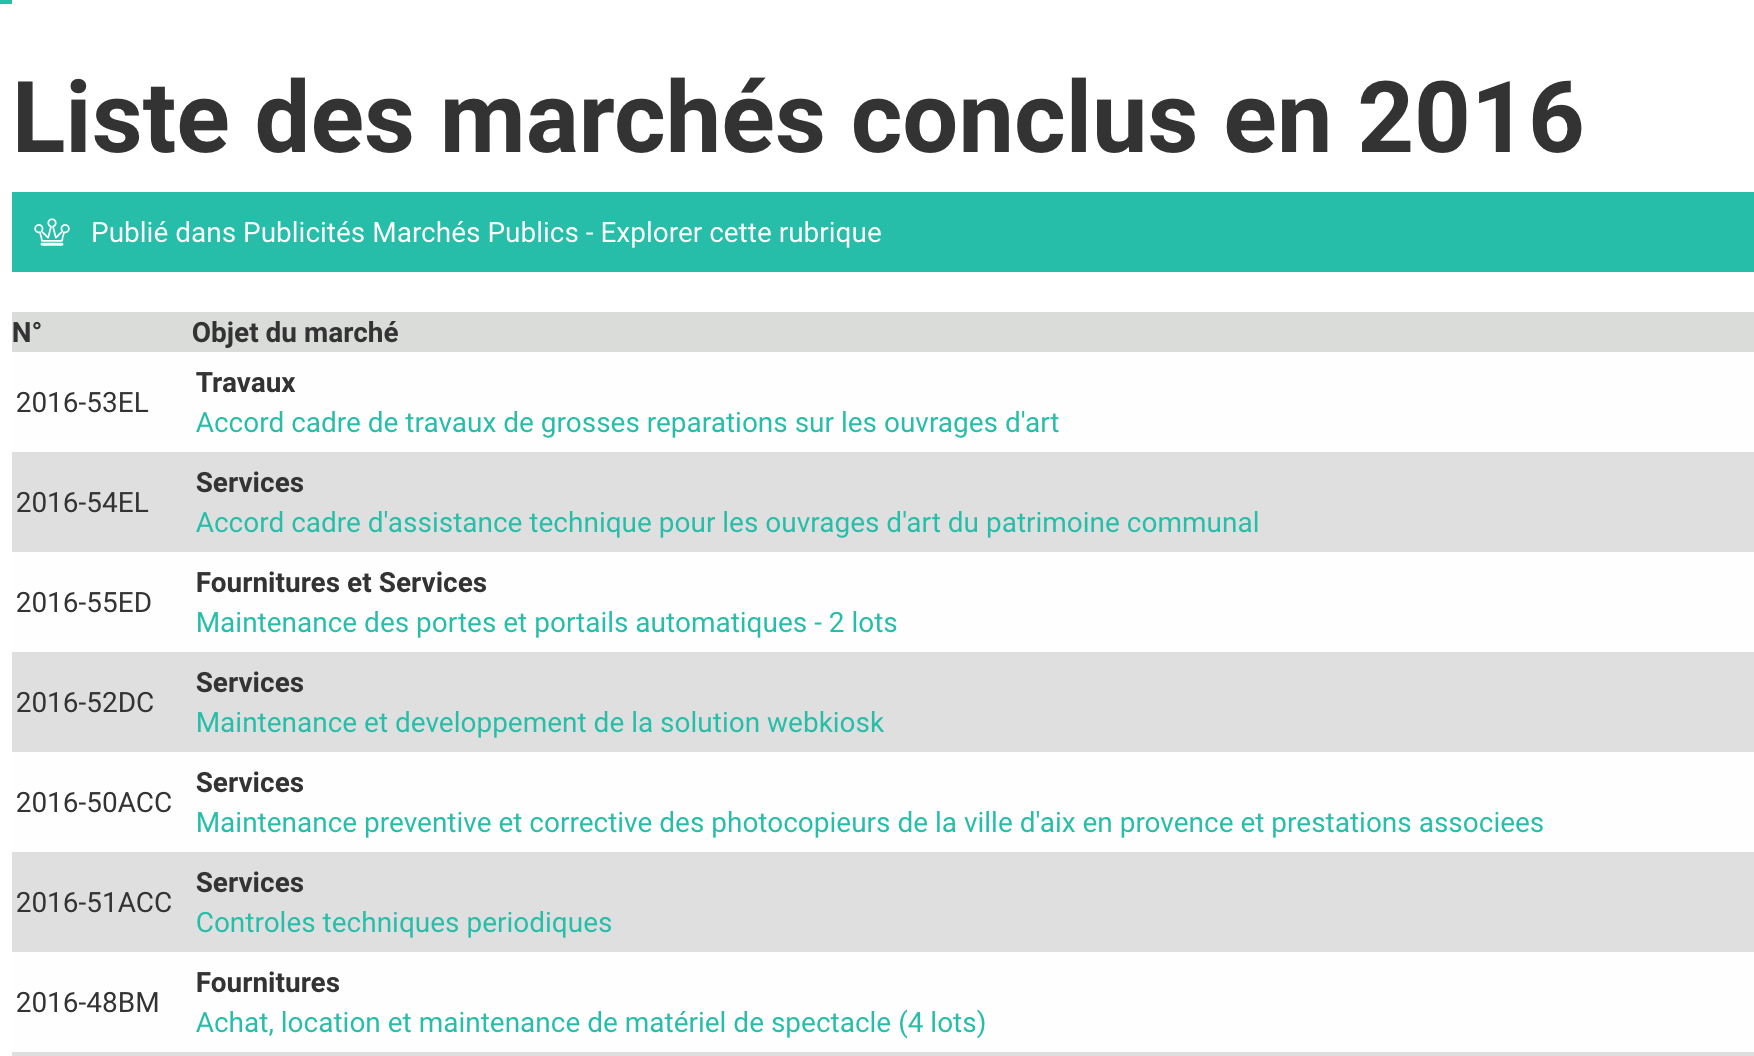 Liste des marchés conclus en 2016
Publié dans Publicités Marchés Publics - Explorer cette rubrique
N° Objet du marché
2016-53EL
Travaux
Accord cadre de travaux de grosses reparations sur les ouvrages d'art
2016-54EL
Services
Accord cadre d'assistance technique pour les ouvrages d'art du patrimoine communal
2016-55ED
Fournitures et Services
Maintenance des portes et portails automatiques - 2 lots
2016-52DC
Services
Maintenance et developpement de la solution webkiosk
2016-50ACC
Services
Maintenance preventive et corrective des photocopieurs de la ville d'aix en provence et prestations associees
2016-51ACC
Services
Controles techniques periodiques
2016-48BM
Fournitures
Achat, location et maintenance de matériel de spectacle (4 lots)